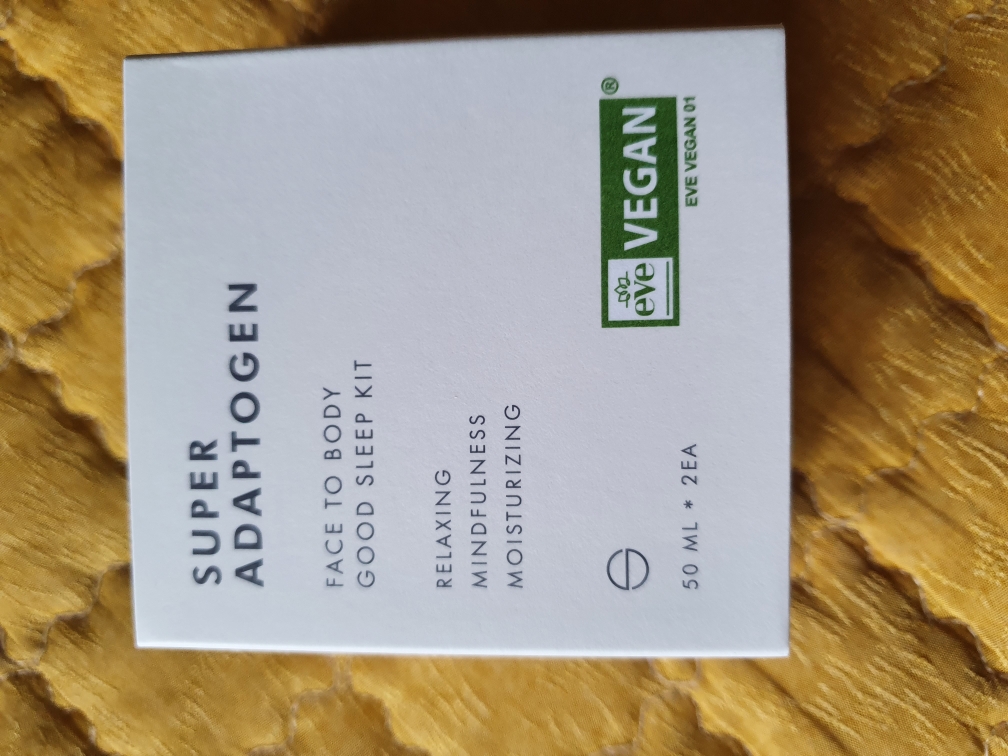 SUPER
ADAPTOGEN
FACE TO BODY
GOOD SLEEP KIT
RELAXING
MINDFULNESS
MOISTURIZING
50 ML * 2EA
eve VEGAN®
EVE VEGAN 01